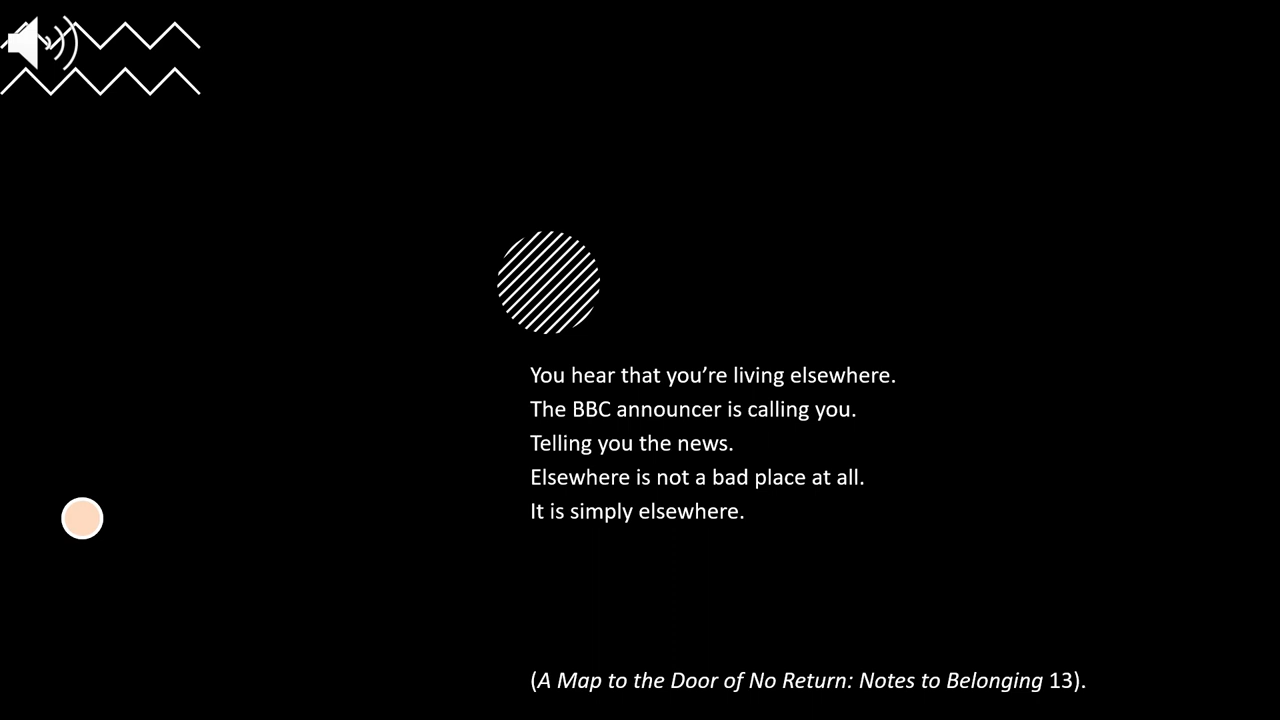 You hear that you’re living elsewhere.
The BBC announcer is calling you.
Telling you the news.
Elsewhere is not a bad place at all.
It is simply elsewhere.
(A Map to the Door of No Return: Notes to Belonging 13).